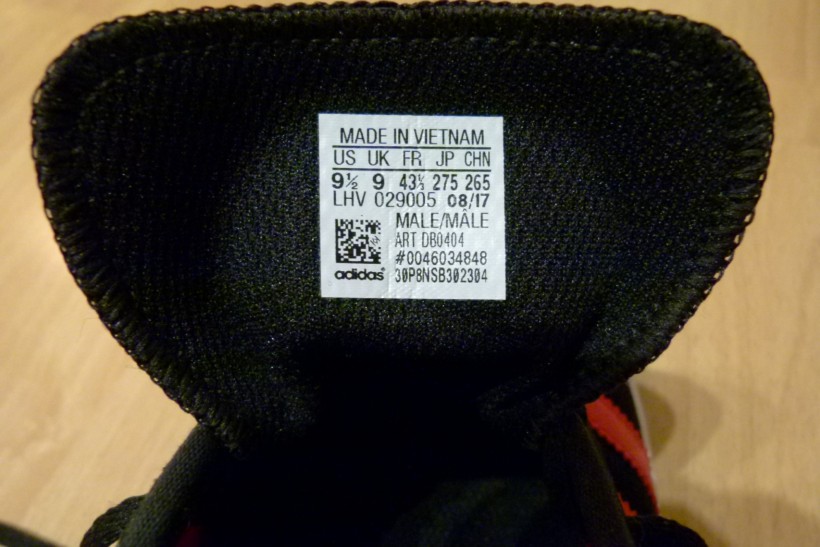 MADE IN VIETNAM
US UK FR JP CHN
9½ 9 43⅓ 275 265
LHV 029005 08/17
MALE/MÂLE
ART DB0404
#0046034848
adidas® 30P8NSB302304